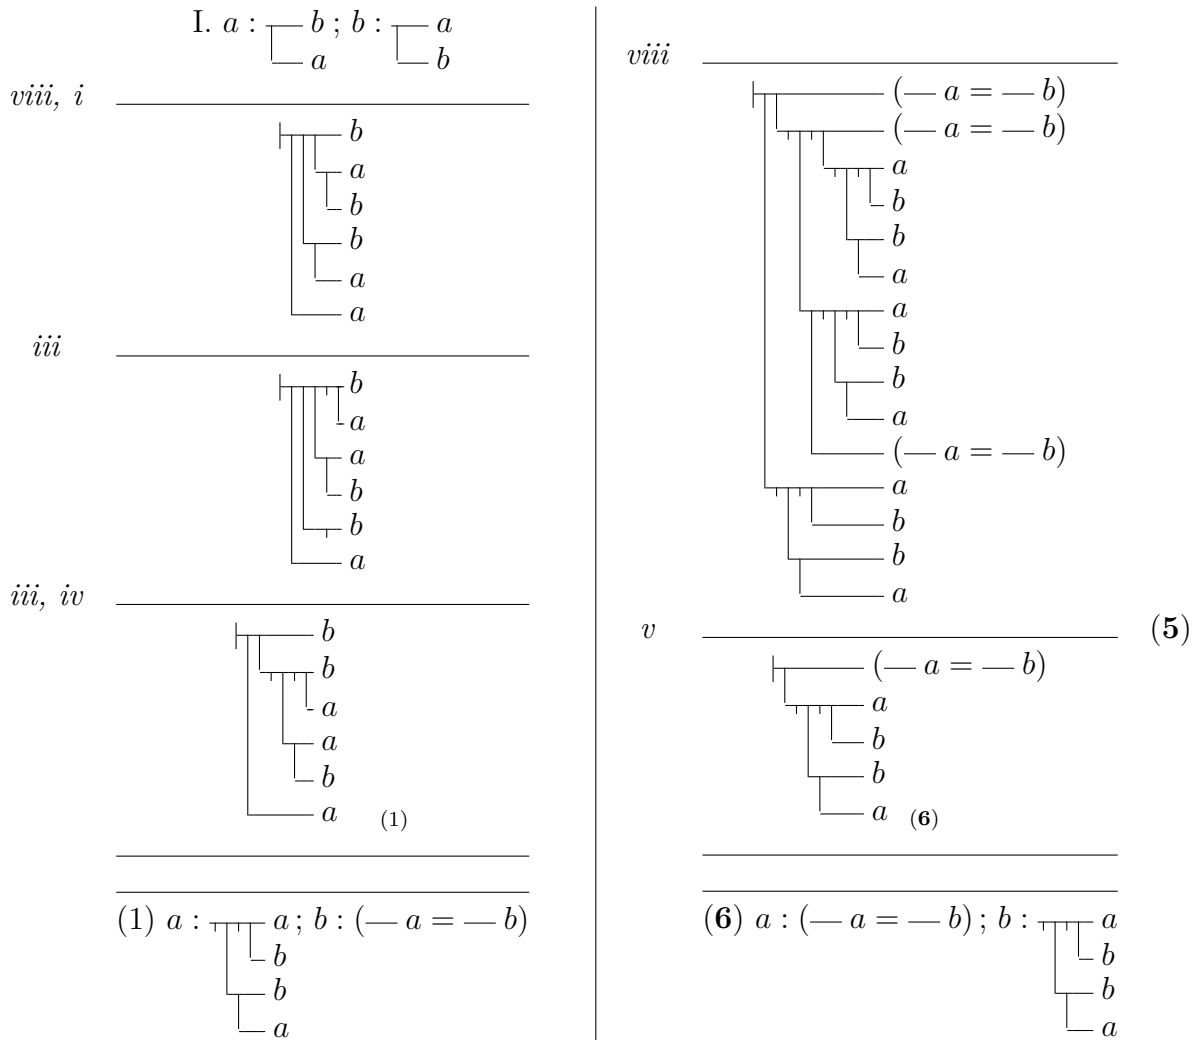 I. a : b ; b : a
a b
viii, i
b
a
b
b
a
a
iii
b
a
a
b
b
a
iii, iv
b
b
a
a
b
a (1)
(1) a : a ; b : (— a = — b)
b
b
a
viii
(— a = — b)
(— a = — b)
a
b
b
a
a
b
b
a
(— a = — b)
a
b
b
a
(5)
v
(— a = — b)
a
b
b
a (6)
(6) a : (— a = — b) ; b : a
b
b
a